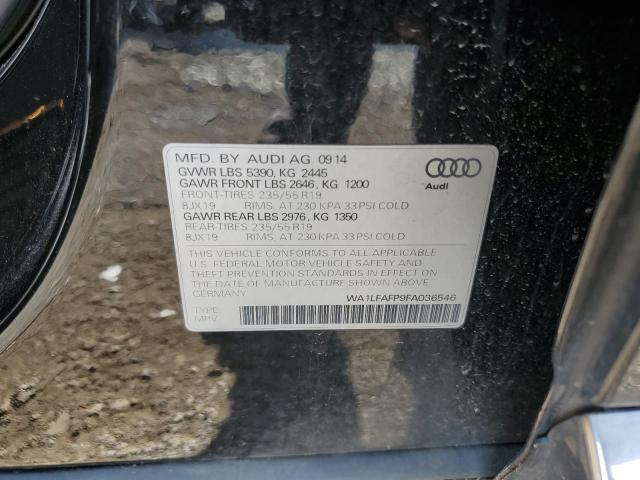 MFD. BY AUDI AG 09 14
GVWR LBS 5390, KG 2445
GAWR FRONT LBS 2646, KG 1200
FRONT-TIRES 235/55 R19
8JX19 RIMS, AT 230 KPA 33 PSI COLD
GAWR REAR LBS 2976, KG 1350
REAR-TIRES 235/55 R19
8JX19 RIMS, AT 230 KPA 33 PSI COLD
Audi
THIS VEHICLE CONFORMS TO ALL APPLICABLE
U.S. FEDERAL MOTOR VEHICLE SAFETY AND
THEFT PREVENTION STANDARDS IN EFFECT ON
THE DATE OF MANUFACTURE SHOWN ABOVE
GERMANY
WA1LFAFP9FA036546
TYPE:
MPV